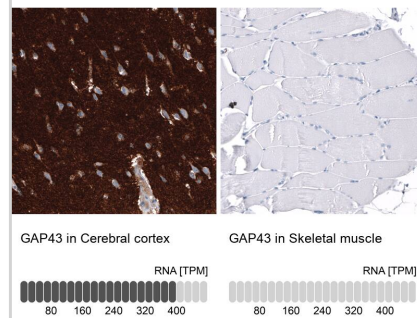 GAP43 in Cerebral cortex
GAP43 in Skeletal muscle
RNA [TPM]
RNA [TPM]
80 160 240 320 400
80 160 240 320 400